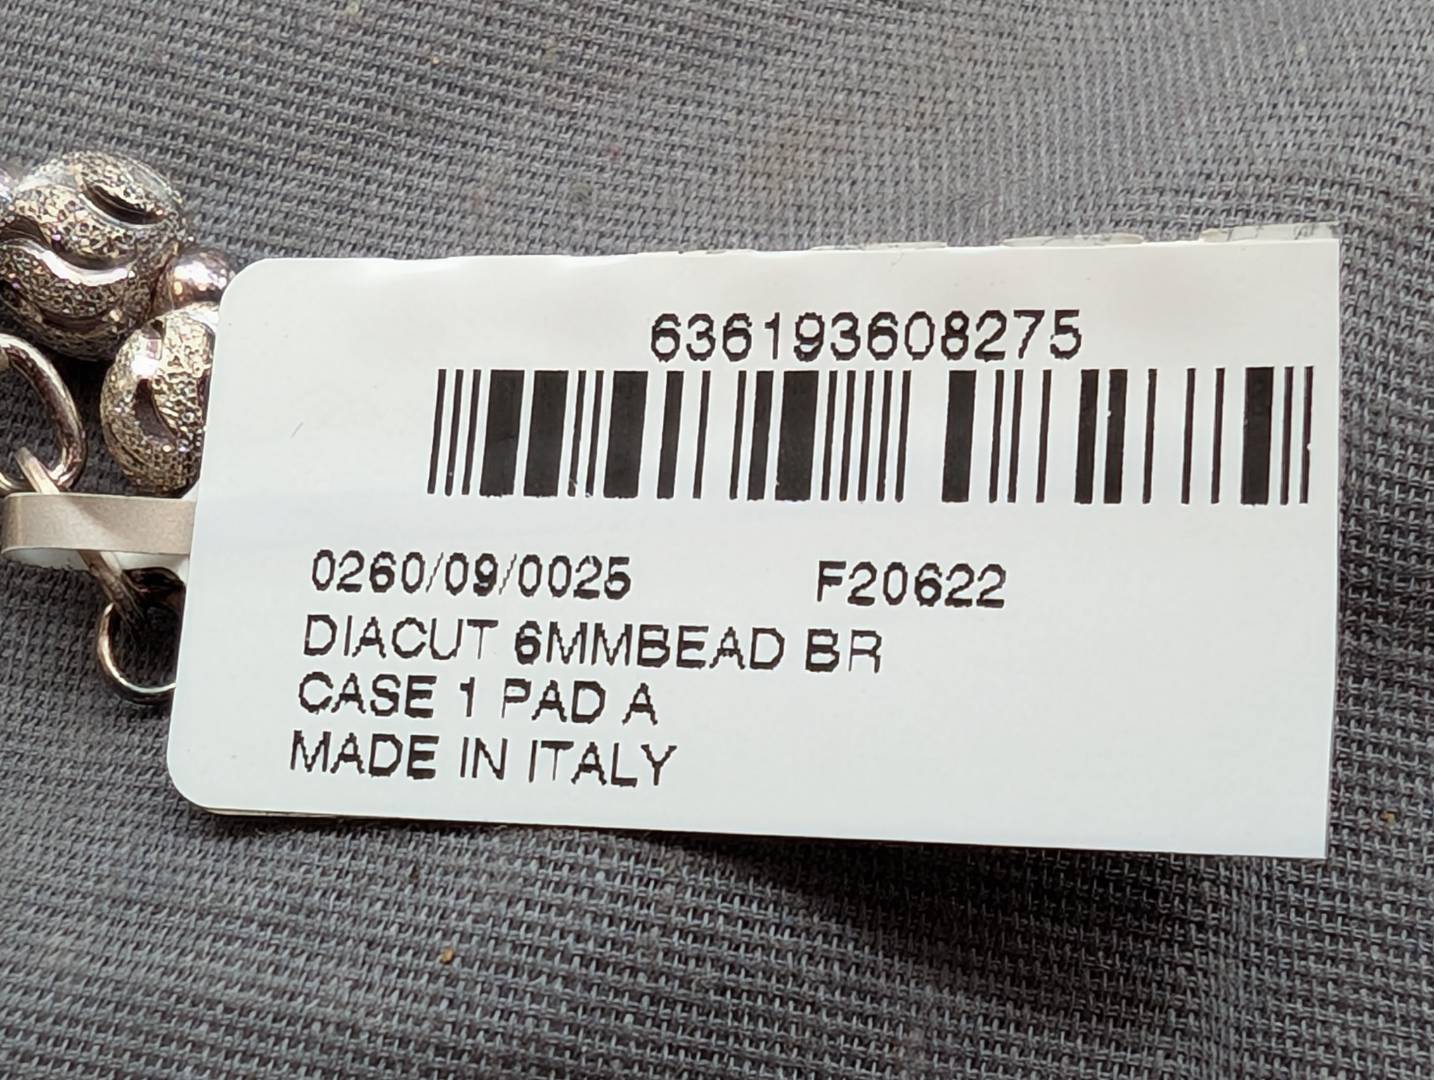 636193608275
0260/09/0025 F20622
DIACUT 6MMBEAD BR
CASE 1 PAD A
MADE IN ITALY